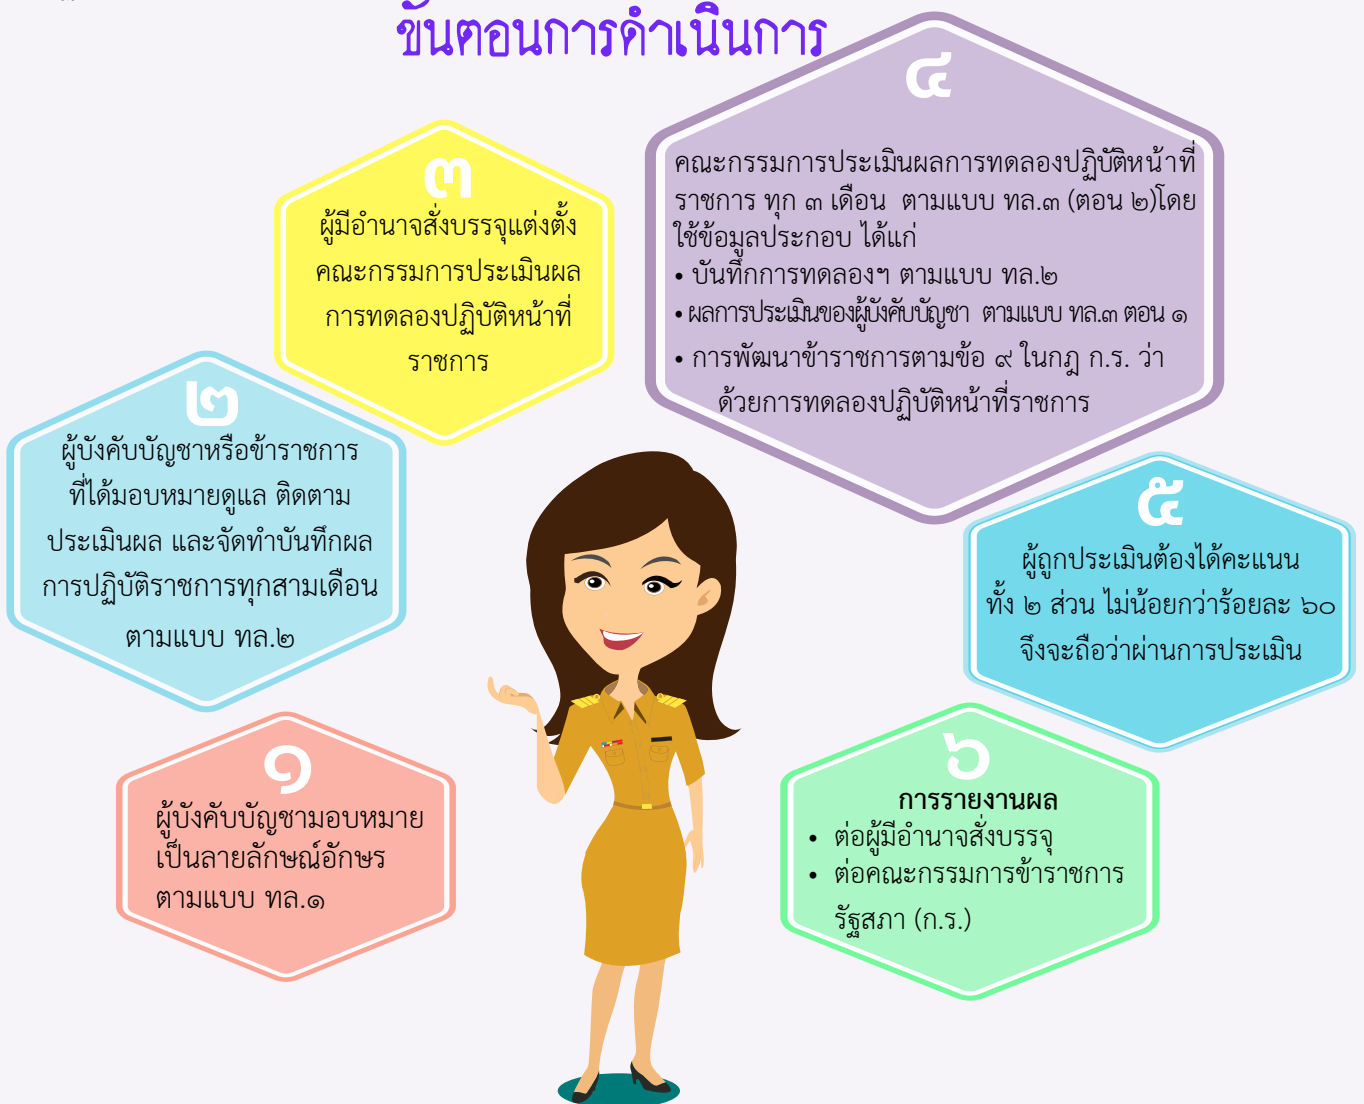 ขั้นตอนการดำเนินการ
๑
ผู้บังคับบัญชามอบหมาย
เป็นลายลักษณ์อักษร
ตามแบบ ทล.๑
๒
ผู้บังคับบัญชาหรือข้าราชการ
ที่ได้มอบหมายดูแล ติดตาม
ประเมินผล และจัดทำบันทึกผล
การปฏิบัติราชการทุกสามเดือน
ตามแบบ ทล.๒
๓
ผู้มีอำนาจสั่งบรรจุแต่งตั้ง
คณะกรรมการประเมินผล
การทดลองปฏิบัติหน้าที่
ราชการ
๔
คณะกรรมการประเมินผลการทดลองปฏิบัติหน้าที่
ราชการ ทุก ๓ เดือน ตามแบบ ทล.๓ (ตอน ๒)โดย
ใช้ข้อมูลประกอบ ได้แก่
• บันทึกการทดลองฯ ตามแบบ ทล.๒
• ผลการประเมินของผู้บังคับบัญชา ตามแบบ ทล.๓ ตอน ๑
• การพัฒนาข้าราชการตามข้อ ๙ ในกฎ ก.ร. ว่า
ด้วยการทดลองปฏิบัติหน้าที่ราชการ
๕
ผู้ถูกประเมินต้องได้คะแนน
ทั้ง ๒ ส่วน ไม่น้อยกว่าร้อยละ ๖๐
จึงจะถือว่าผ่านการประเมิน
๖
การรายงานผล
• ต่อผู้มีอำนาจสั่งบรรจุ
• ต่อคณะกรรมการข้าราชการ
รัฐสภา (ก.ร.)